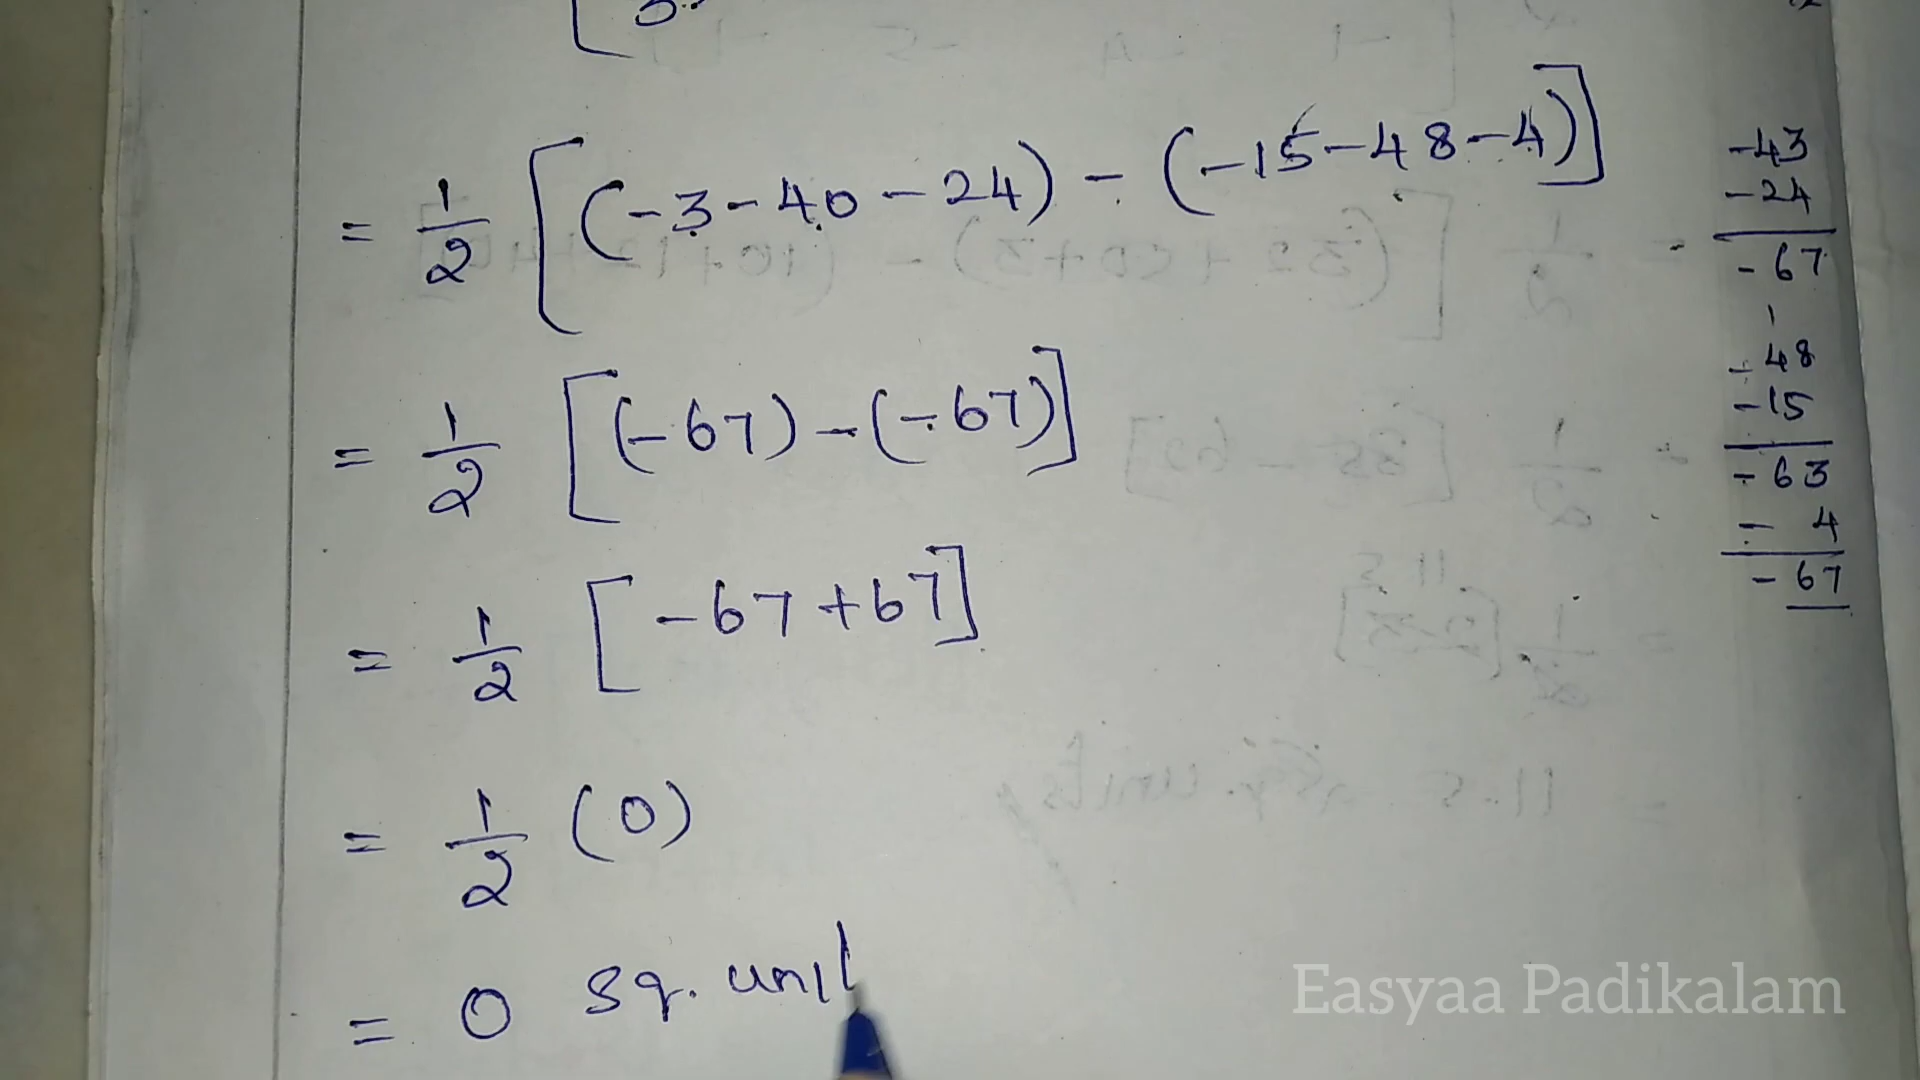 = 1/2 [(-3-40-24) - (-15-48-4)]
= 1/2 [(-67)-(-67)]
= 1/2 [-67+67]
= 1/2 (0)
= 0 sq. unit
-43
-24
-67
-48
-15
-63
- 4
-67
Easyaa Padikalam